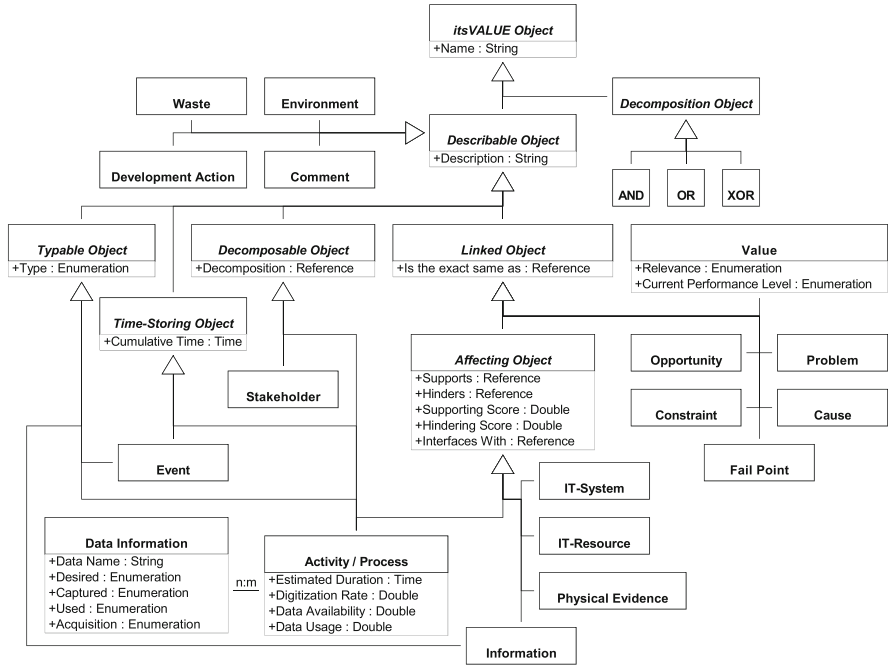 itsVALUE Object
+Name : String
Waste
Environment
Decomposition Object
Describable Object
+Description : String
Development Action
Comment
AND
OR
XOR
Typable Object
+Type : Enumeration
Decomposable Object
+Decomposition : Reference
Linked Object
+Is the exact same as : Reference
Value
+Relevance : Enumeration
+Current Performance Level : Enumeration
Time-Storing Object
+Cumulative Time : Time
Affecting Object
+Supports : Reference
+Hinders : Reference
+Supporting Score : Double
+Hindering Score : Double
+Interfaces With : Reference
Opportunity
Problem
Stakeholder
Constraint
Cause
Event
Fail Point
IT-System
Data Information
+Data Name : String
+Desired : Enumeration
+Captured : Enumeration
+Used : Enumeration
+Acquisition : Enumeration
n:m
Activity / Process
+Estimated Duration : Time
+Digitization Rate : Double
+Data Availability : Double
+Data Usage : Double
IT-Resource
Physical Evidence
Information